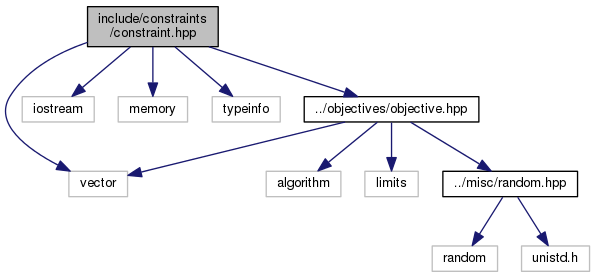 include/constraints
/constraint.hpp
iostream
memory
typeinfo
../objectives/objective.hpp
vector
algorithm
limits
../misc/random.hpp
random
unistd.h